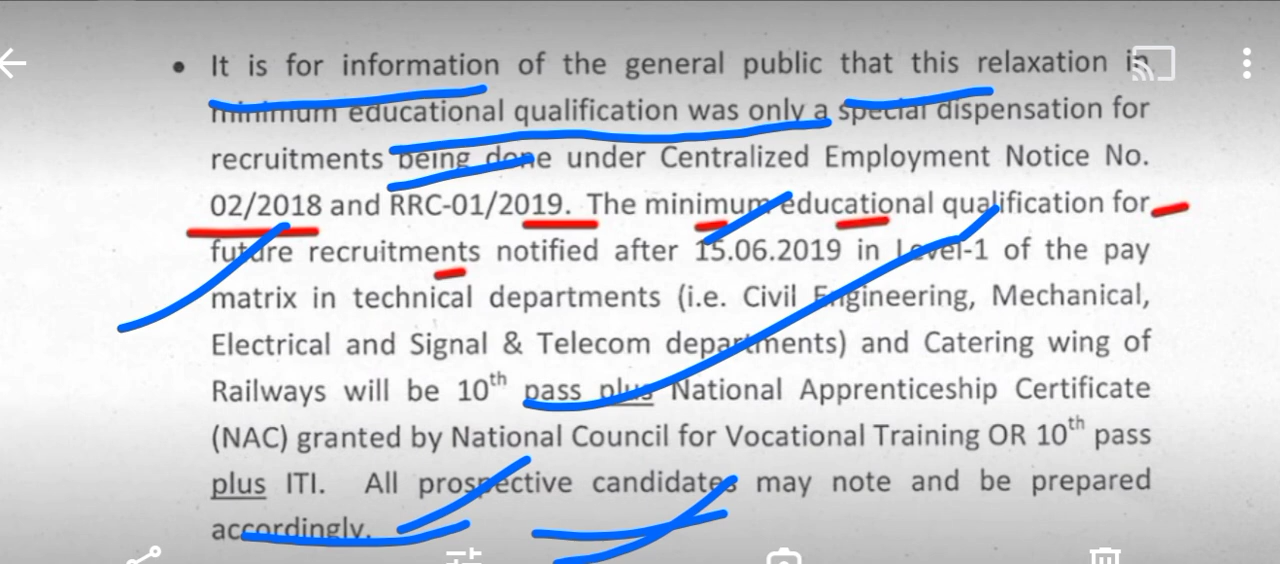 • It is for information of the general public that this relaxation in
minimum educational qualification was only a special dispensation for
recruitments being done under Centralized Employment Notice No.
02/2018 and RRC-01/2019. The minimum educational qualification for
future recruitments notified after 15.06.2019 in Level-1 of the pay
matrix in technical departments (i.e. Civil Engineering, Mechanical,
Electrical and Signal & Telecom departments) and Catering wing of
Railways will be 10th pass plus National Apprenticeship Certificate
(NAC) granted by National Council for Vocational Training OR 10th pass
plus ITI. All prospective candidates may note and be prepared
accordingly.